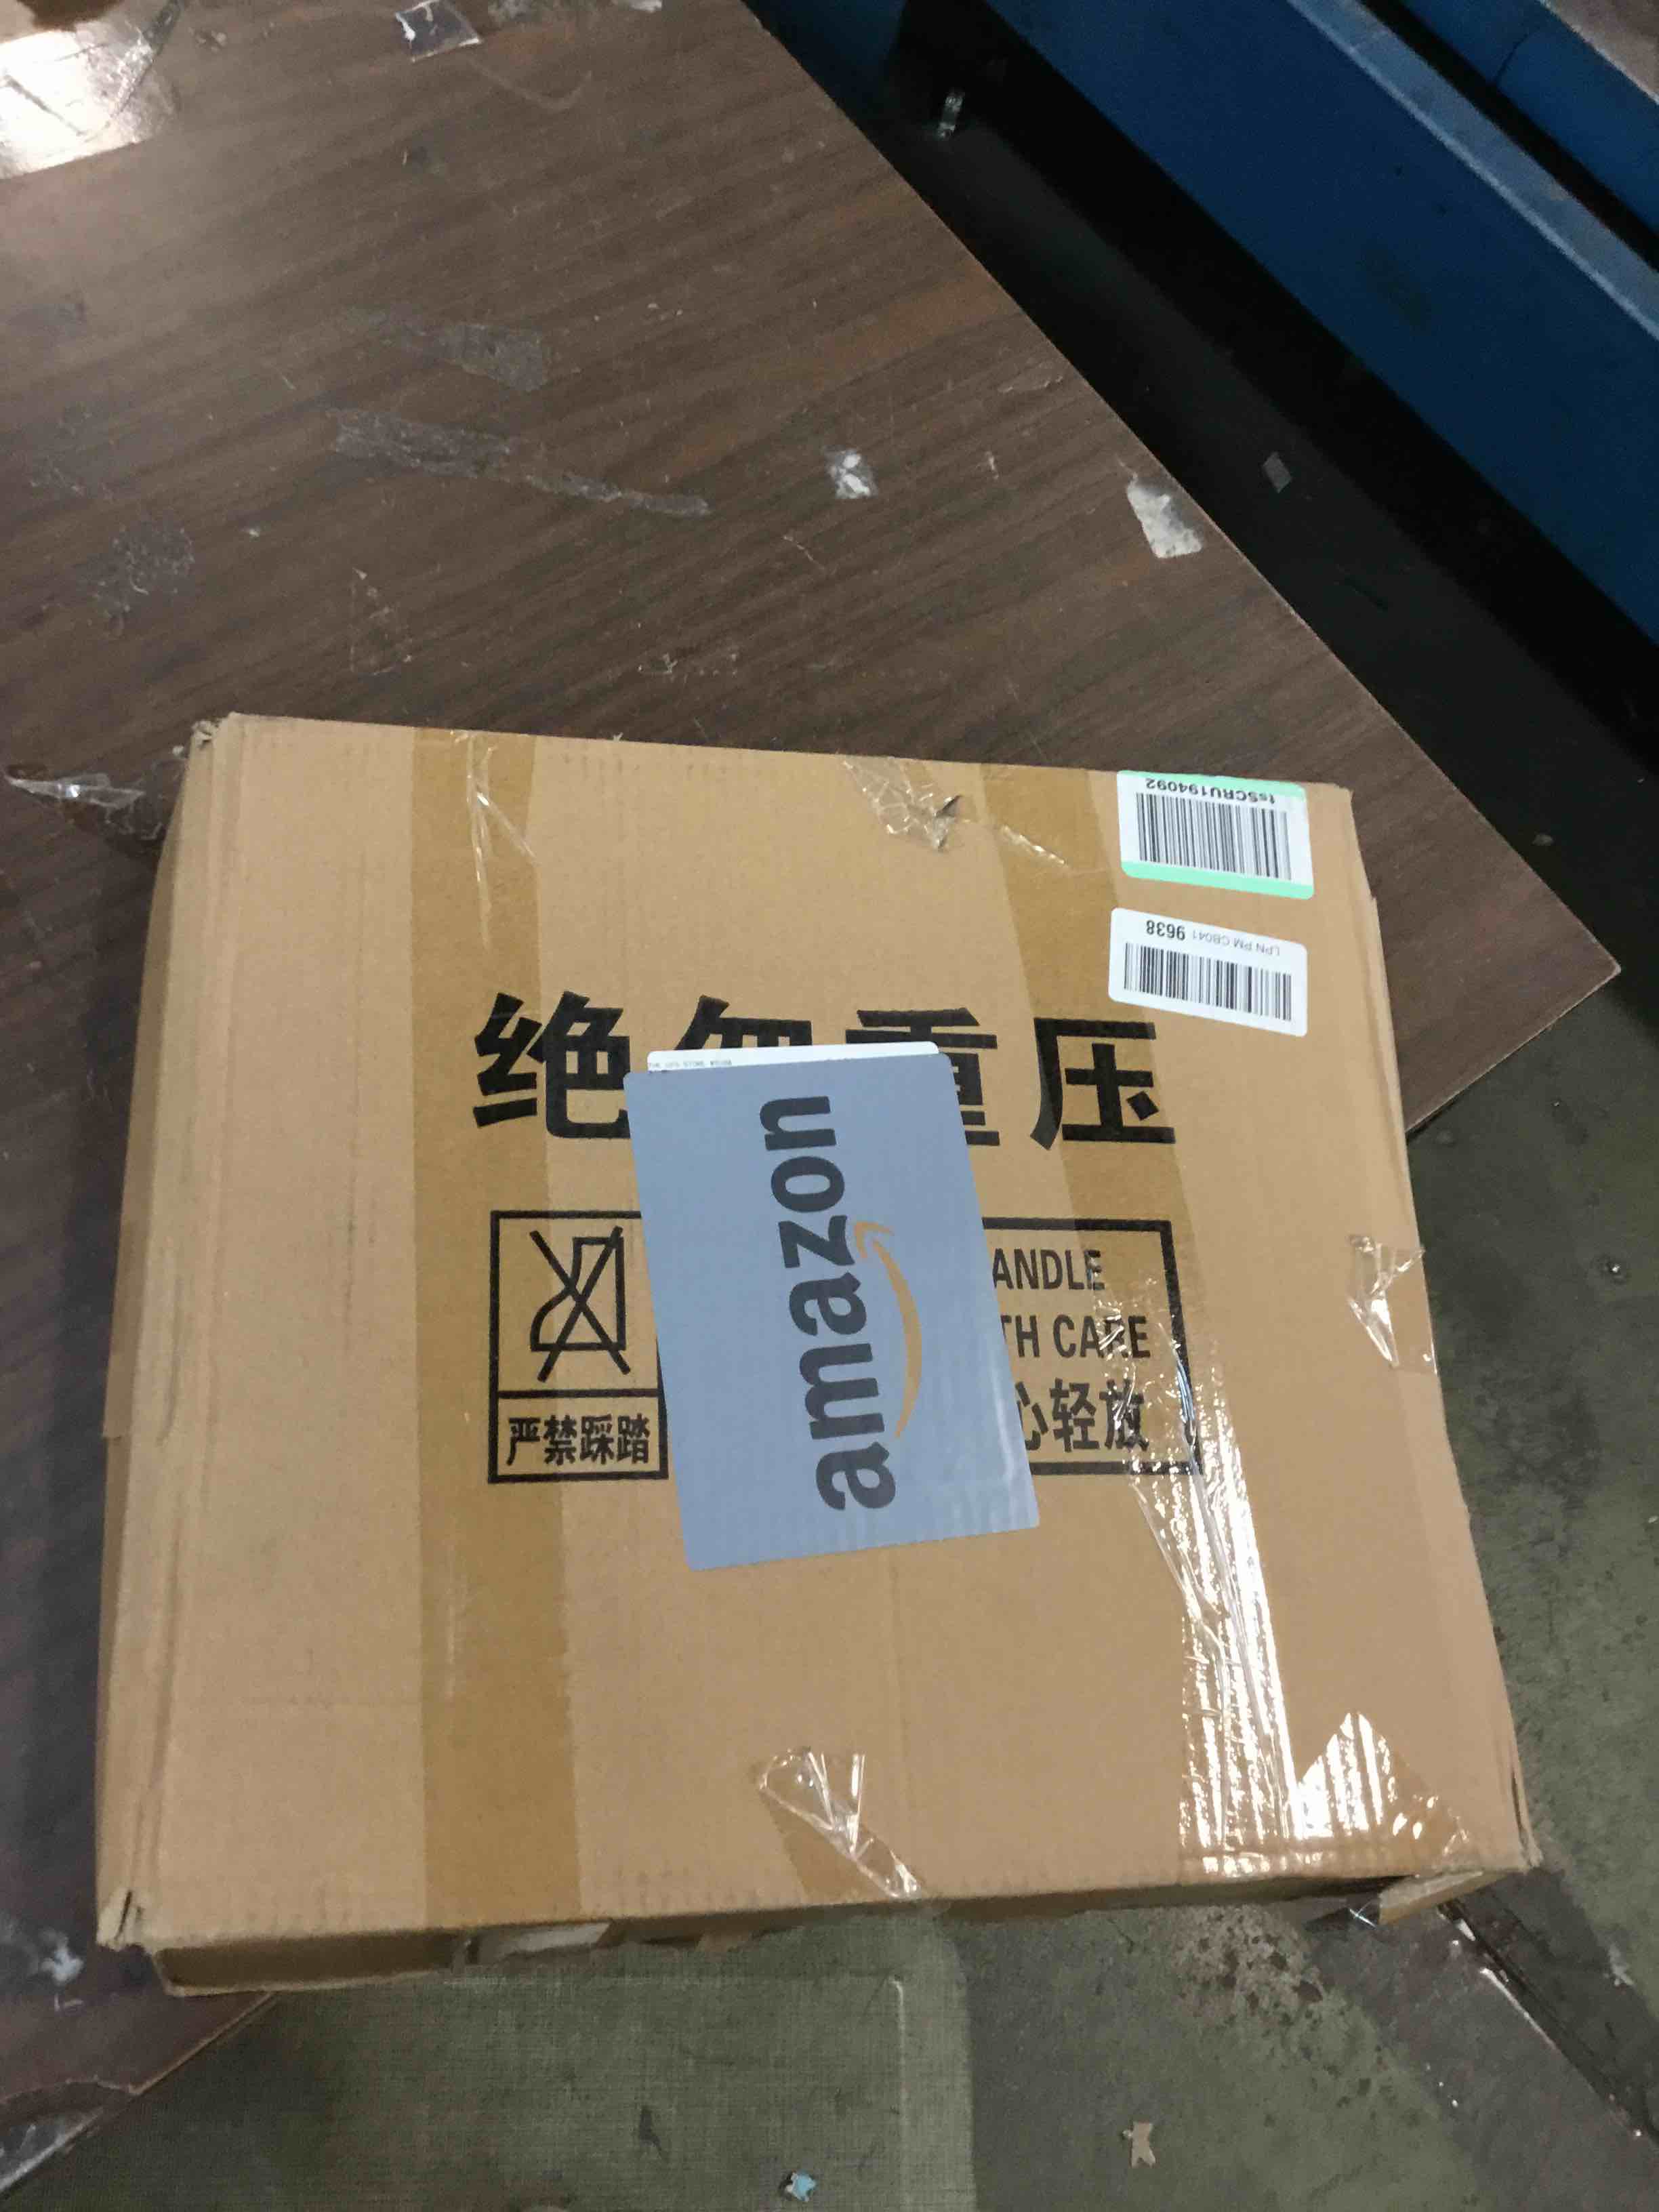 tsSCRU194092
LPN PM CB041 9638
绝勿重压
amazon
ANDLE
TH CARE
心轻放
严禁踩踏